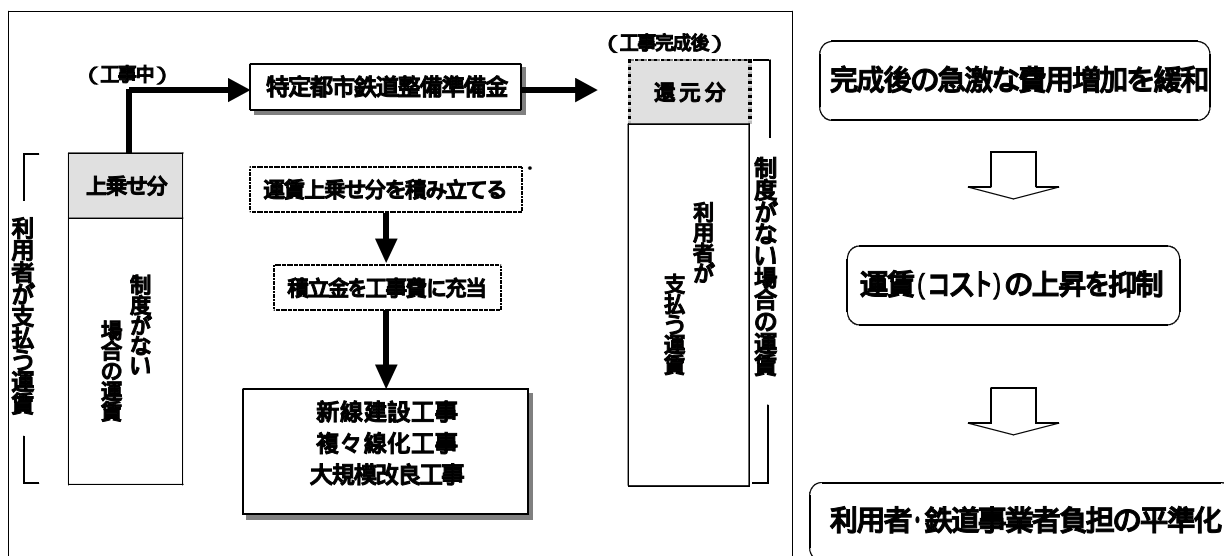 (工事中)
特定都市鉄道整備準備金
(工事完成後)
還元分
上乗せ分
利用者が支払う運賃
制度がない
場合の運賃
運賃上乗せ分を積み立てる
積立金を工事費に充当
新線建設工事
複々線化工事
大規模改良工事
利用者が
支払う運賃
制度がない場合の運賃
完成後の急激な費用増加を緩和
運賃(コスト)の上昇を抑制
利用者・鉄道事業者負担の平準化